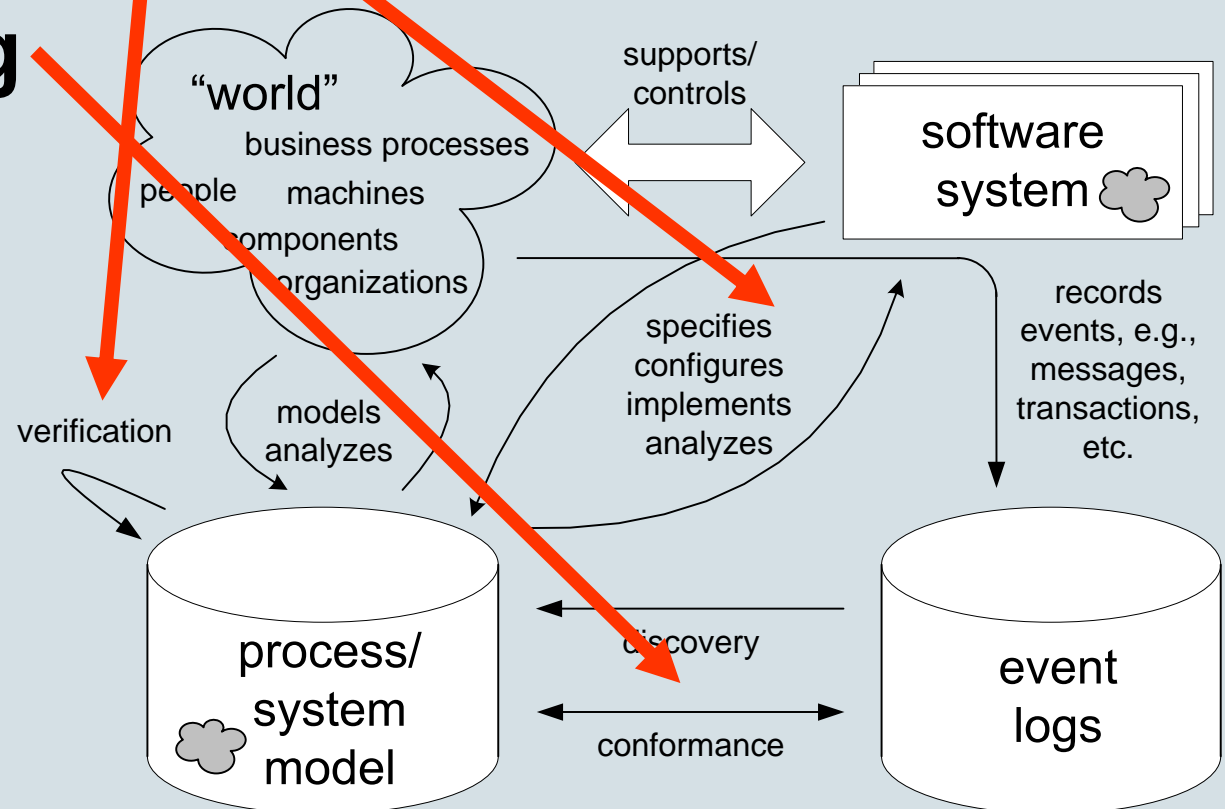 g
“world”
business processes
people machines
components
organizations
supports/
controls
software
system
records
events, e.g.,
messages,
transactions,
etc.
specifies
configures
implements
analyzes
models
analyzes
verification
discovery
conformance
process/
system
model
event
logs